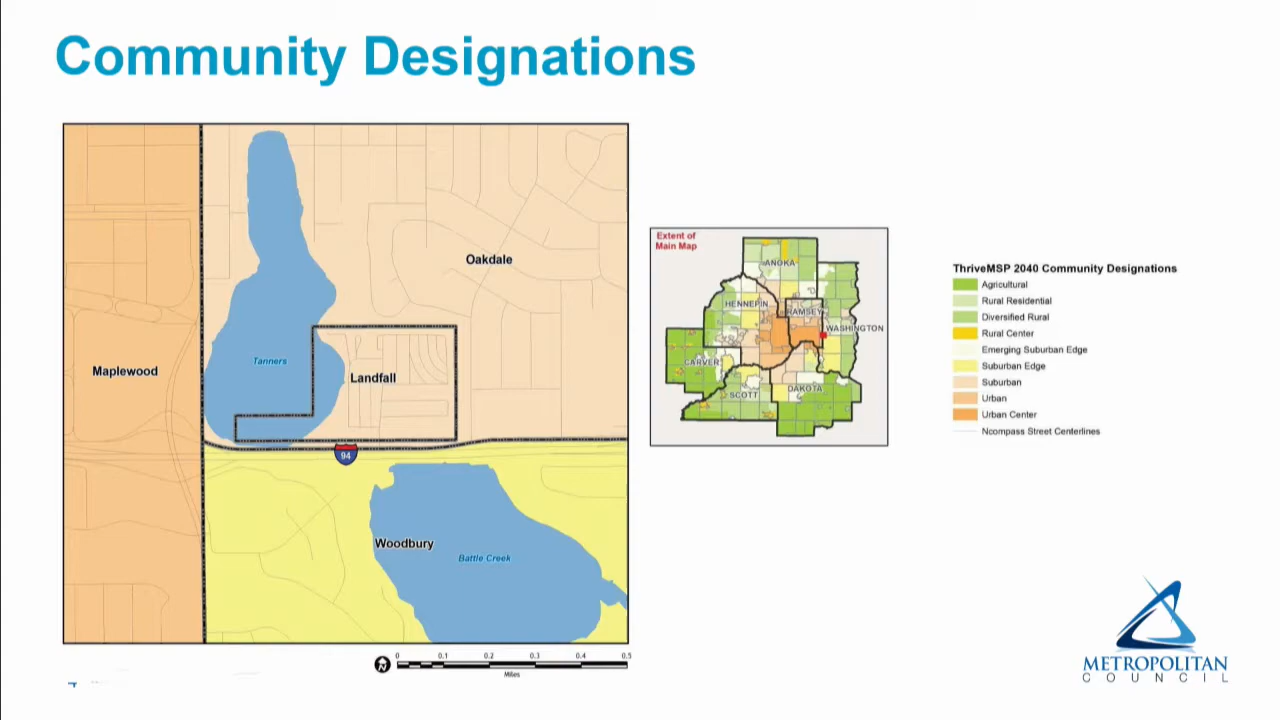 Community Designations
Oakdale
Maplewood
Tanners
Landfall
94
Woodbury
Battle Creek
N
0 0.1 0.2 0.3 0.4 0.5
Miles
Extent of
Main Map
ANOKA
HENNEPIN
RAMSEY
WASHINGTON
CARVER
SCOTT
DAKOTA
ThriveMSP 2040 Community Designations
Agricultural
Rural Residential
Diversified Rural
Rural Center
Emerging Suburban Edge
Suburban Edge
Suburban
Urban
Urban Center
Ncompass Street Centerlines
METROPOLITAN
COUNCIL